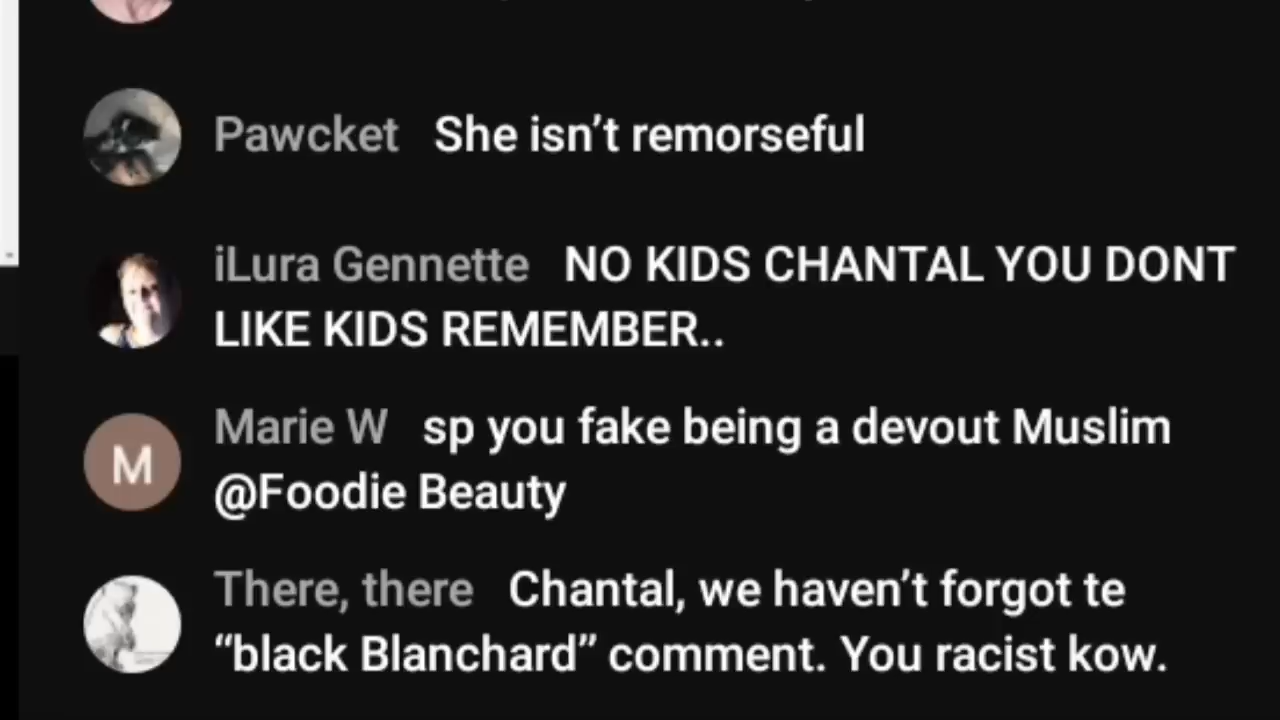 Pawcket She isn’t remorseful
iLura Gennette NO KIDS CHANTAL YOU DONT
LIKE KIDS REMEMBER..
Marie W sp you fake being a devout Muslim
M
@Foodie Beauty
There, there Chantal, we haven’t forgot te
“black Blanchard” comment. You racist kow.